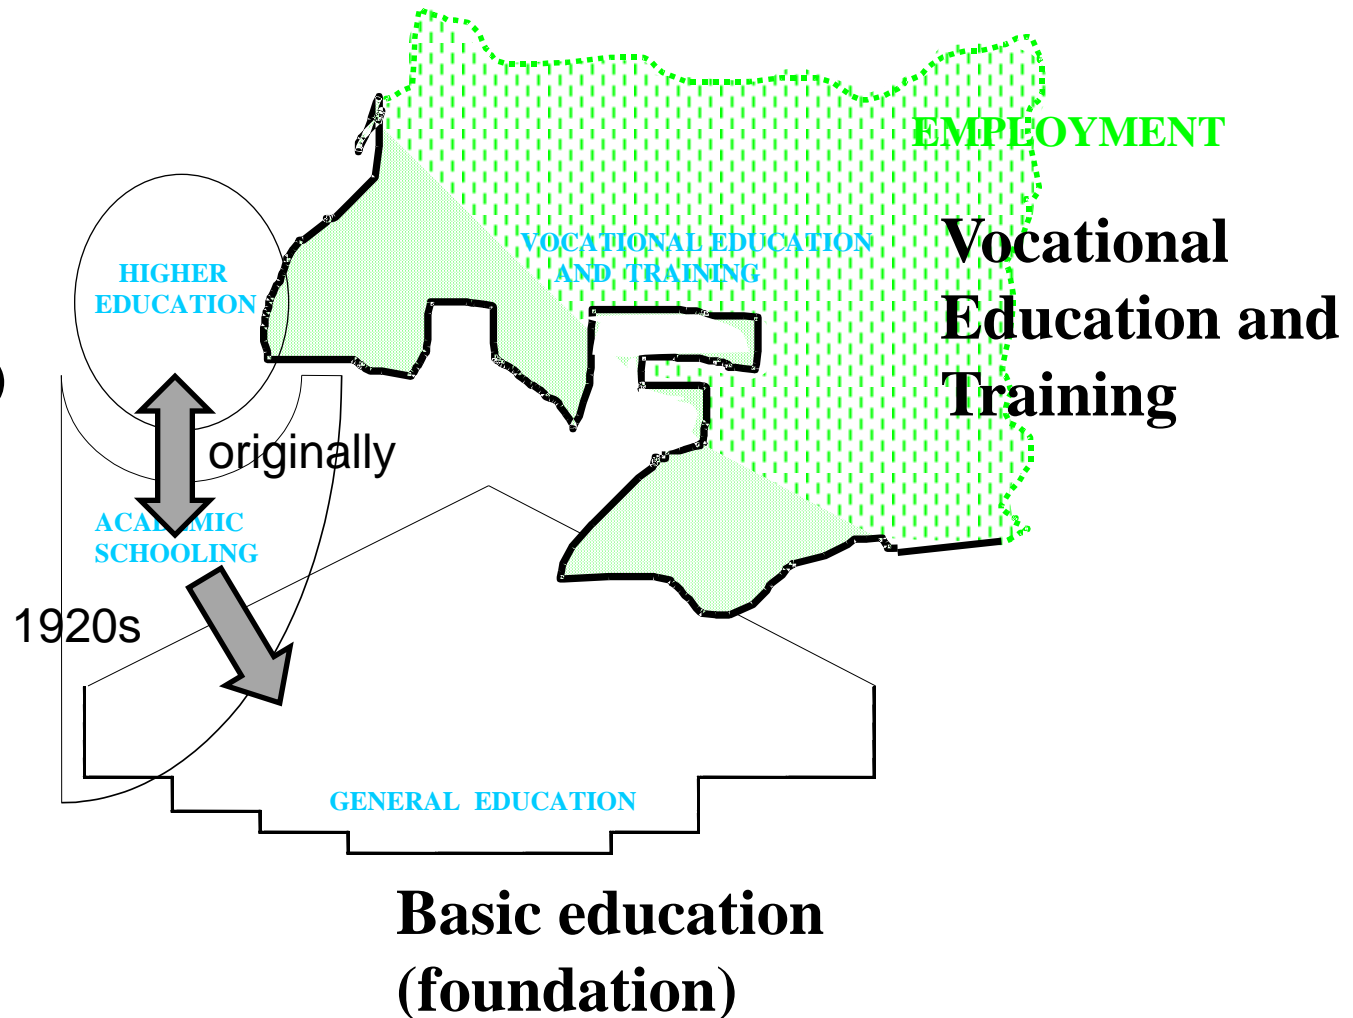 EMPLOYMENT
Vocational
Education and
Training
VOCATIONAL EDUCATION
AND TRAINING
HIGHER
EDUCATION
)
originally
ACADEMIC
SCHOOLING
1920s
GENERAL EDUCATION
Basic education
(foundation)